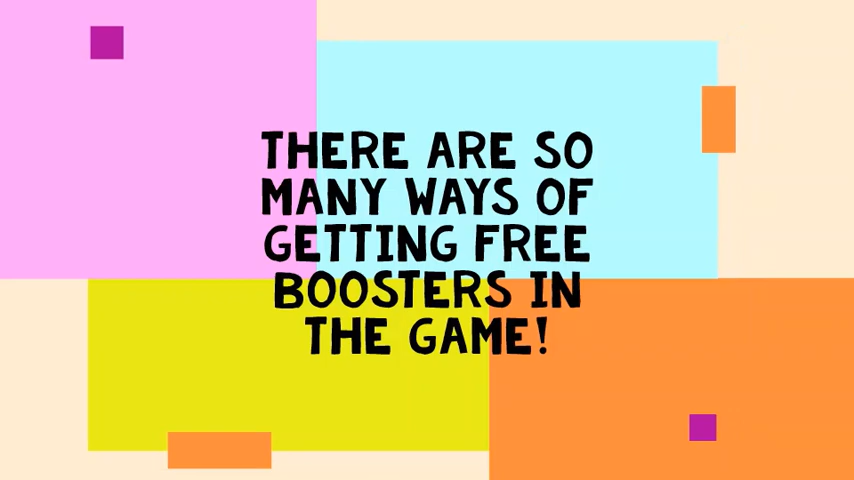 THERE ARE SO
MANY WAYS OF
GETTING FREE
BOOSTERS IN
THE GAME!